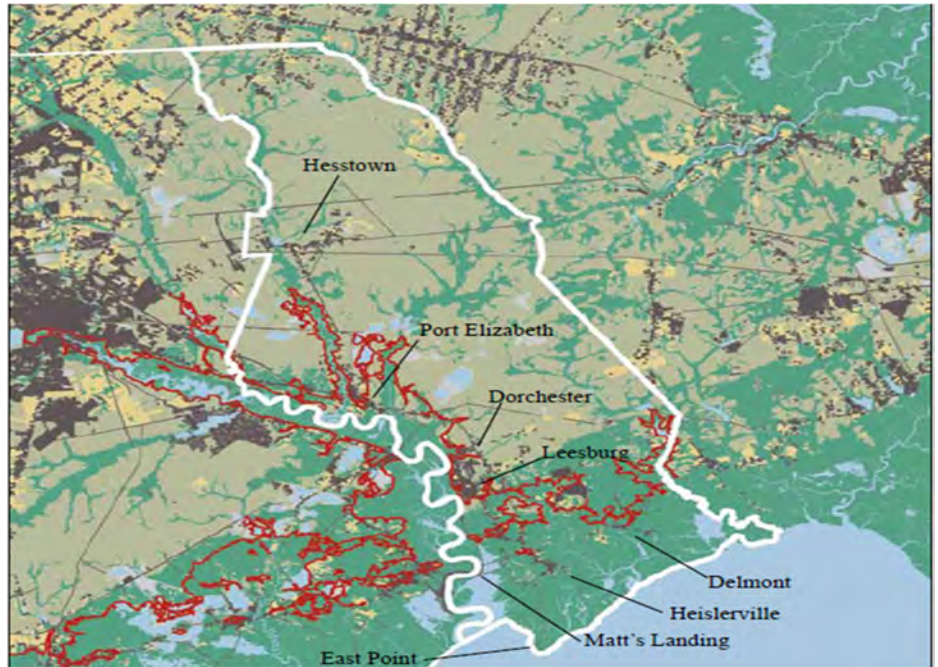 Hesstown
Port Elizabeth
Dorchester
Leesburg
Delmont
Heislerville
Matt's Landing
East Point